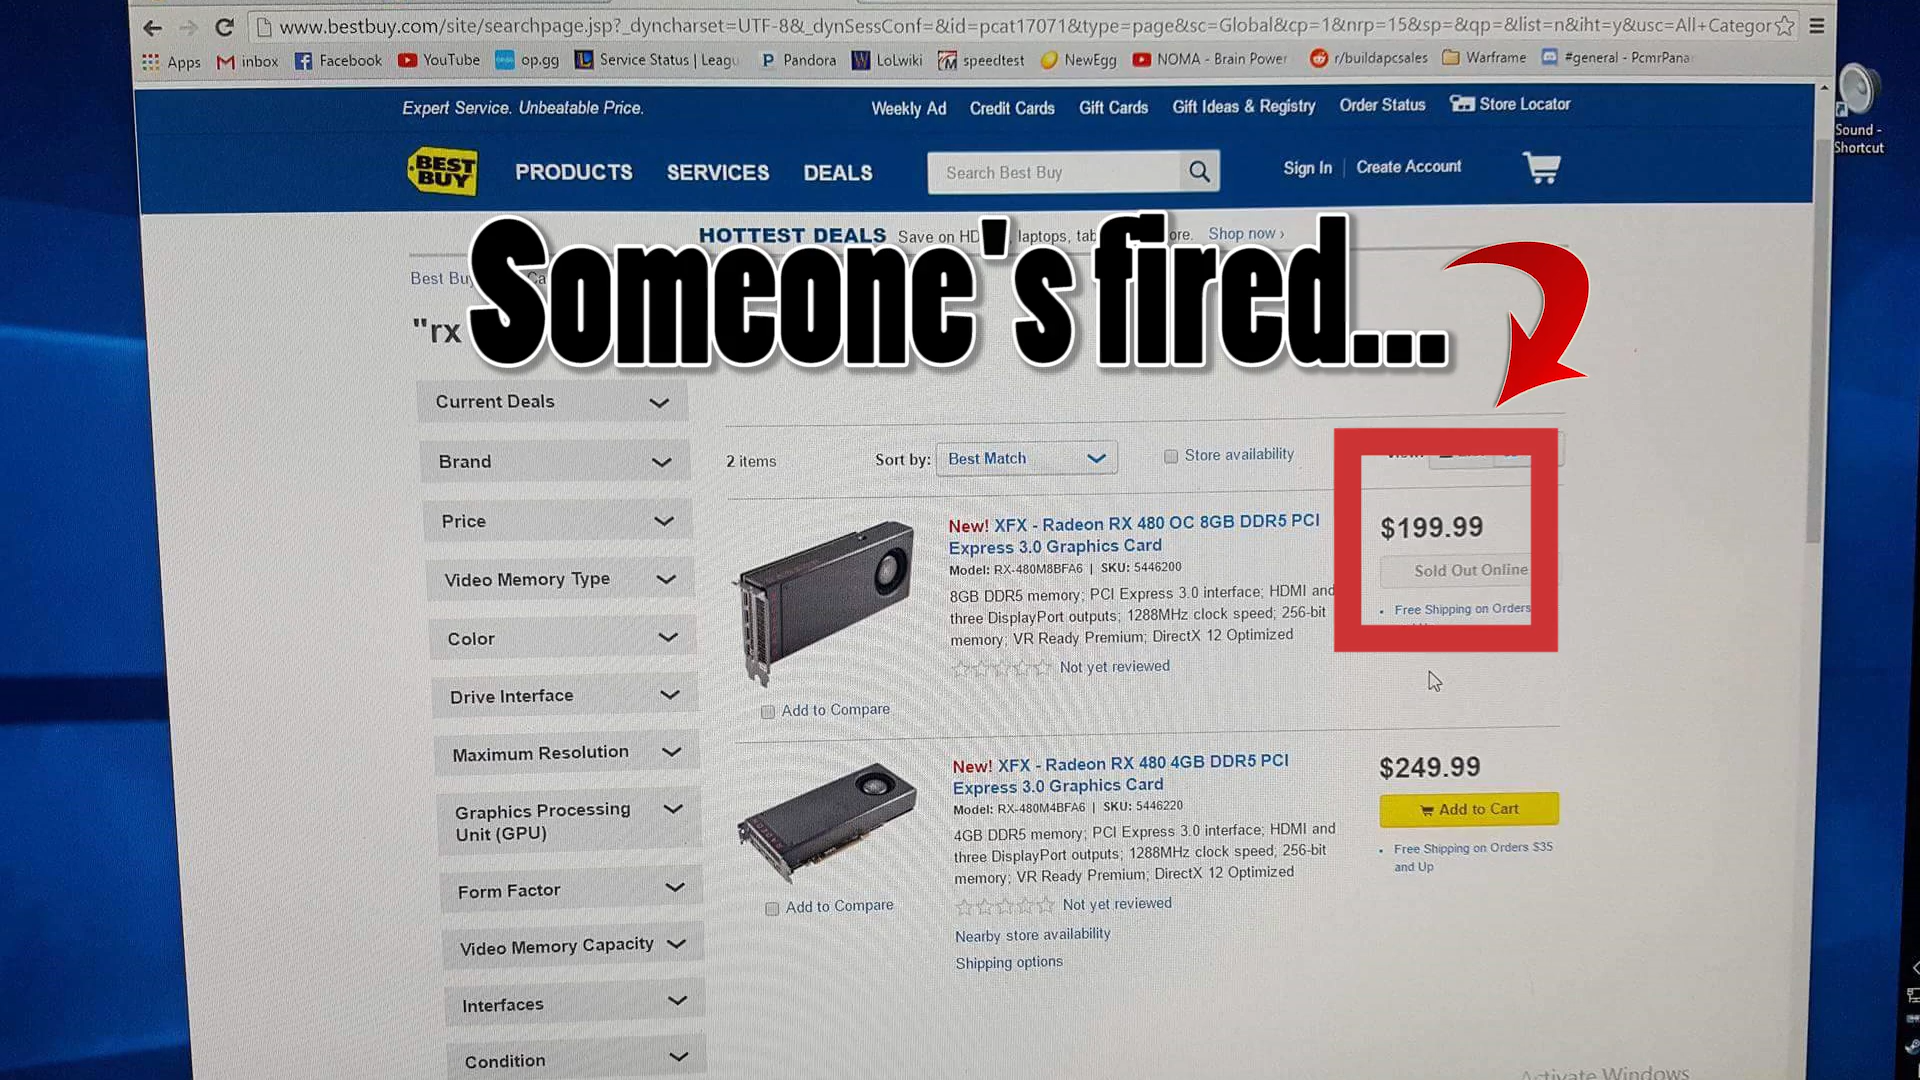 www.bestbuy.com/site/searchpage.jsp?_dyncharset=UTF-8&_dynSessConf=&id=pcat17071&type=page&sc=Global&cp=1&nrp=15&sp=&qp=&list=n&iht=y&usc=All+Categor
Apps inbox Facebook YouTube op.gg Service Status | Leagu Pandora LoLwiki speedtest NewEgg NOMA - Brain Power r/buildapcsales Warframe #general - PcmrPana
Sound -
Shortcut
Expert Service. Unbeatable Price.
Weekly Ad Credit Cards Gift Cards Gift Ideas & Registry Order Status Store Locator
BEST
BUY
PRODUCTS SERVICES DEALS
Search Best Buy
Sign In | Create Account
HOTTEST DEALS Save on HD laptops, tab ore. Shop now ›
Best Buy
Someone's fired...
"rx
Current Deals
Brand
Price
Video Memory Type
Color
Drive Interface
Maximum Resolution
Graphics Processing
Unit (GPU)
Form Factor
Video Memory Capacity
Interfaces
Condition
2 items
Sort by: Best Match
Store availability
New! XFX - Radeon RX 480 OC 8GB DDR5 PCI
Express 3.0 Graphics Card
Model: RX-480M8BFA6 | SKU: 5446200
8GB DDR5 memory; PCI Express 3.0 interface; HDMI and
three DisplayPort outputs; 1288MHz clock speed; 256-bit
memory; VR Ready Premium; DirectX 12 Optimized
Not yet reviewed
Add to Compare
$199.99
Sold Out Online
Free Shipping on Orders
New! XFX - Radeon RX 480 4GB DDR5 PCI
Express 3.0 Graphics Card
Model: RX-480M4BFA6 | SKU: 5446220
4GB DDR5 memory; PCI Express 3.0 interface; HDMI and
three DisplayPort outputs; 1288MHz clock speed; 256-bit
memory; VR Ready Premium; DirectX 12 Optimized
Not yet reviewed
Add to Compare
Nearby store availability
Shipping options
$249.99
Add to Cart
Free Shipping on Orders $35
and Up
Activate Windows